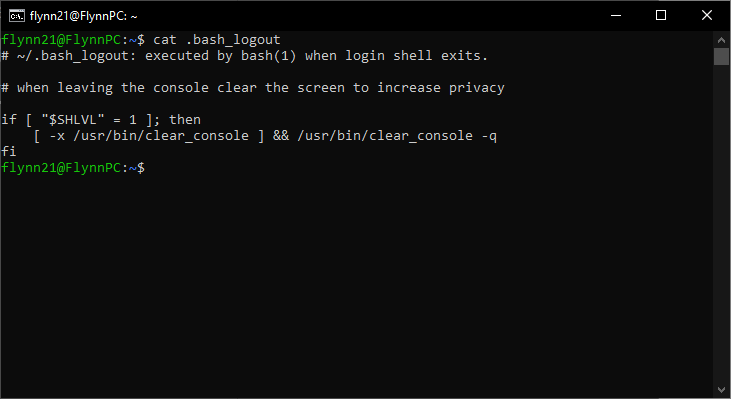 flynn21@FlynnPC: ~
flynn21@FlynnPC:~$ cat .bash_logout
# ~/.bash_logout: executed by bash(1) when login shell exits.
# when leaving the console clear the screen to increase privacy
if [ "$SHLVL" = 1 ]; then
    [ -x /usr/bin/clear_console ] && /usr/bin/clear_console -q
fi
flynn21@FlynnPC:~$